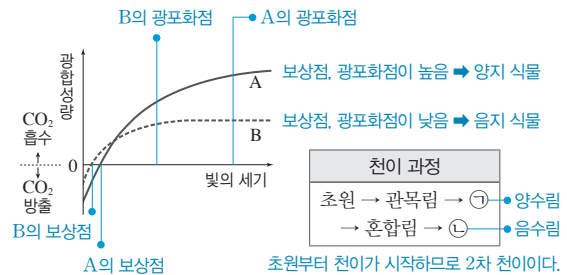 B의 광포화점
A의 광포화점
광합성량
A
보상점, 광포화점이 높음 ➡ 양지 식물
B
보상점, 광포화점이 낮음 ➡ 음지 식물
CO₂
흡수
↑
0
↓
CO₂
방출
빛의 세기
B의 보상점
A의 보상점
천이 과정
초원 → 관목림 → ㉠ 양수림
→ 혼합림 → ㉡ 음수림
초원부터 천이가 시작하므로 2차 천이이다.